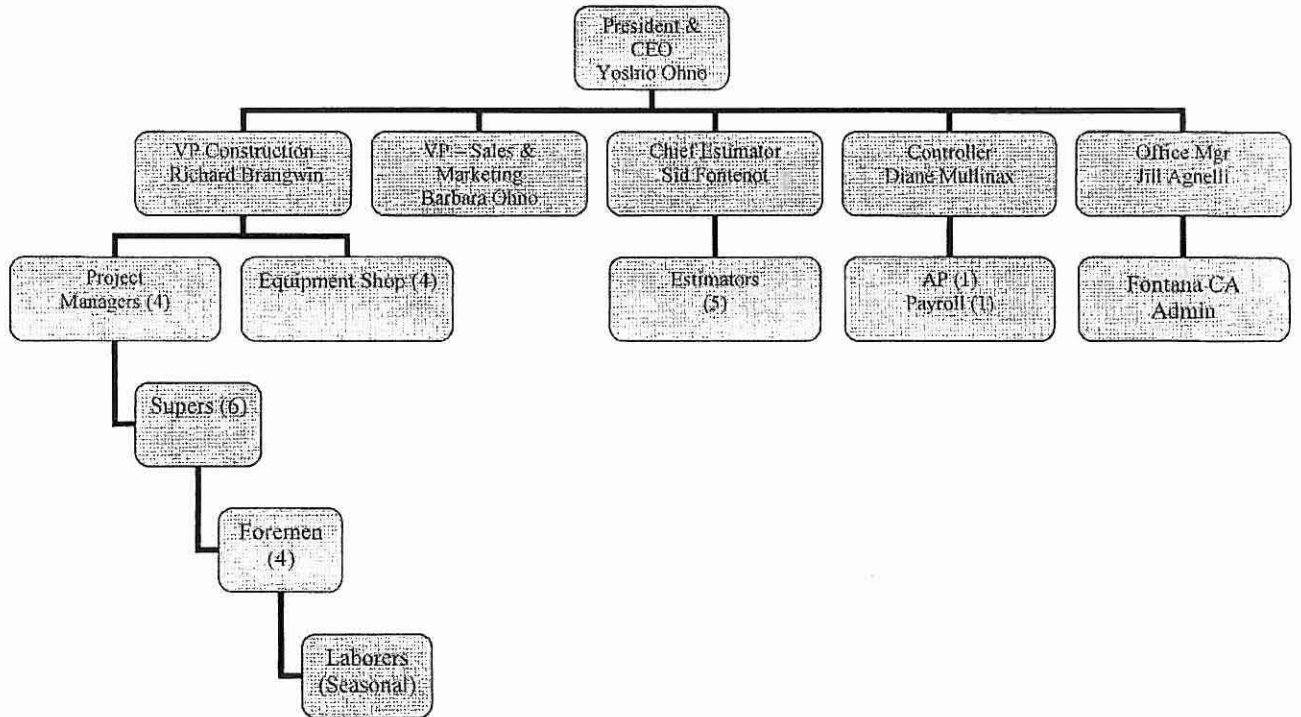 President &
CEO
Yoshio Ohno
VP Construction
Richard Brangwin
VP – Sales &
Marketing
Barbara Ohno
Chief Estimator
Sid Fontenot
Controller
Diane Mullinax
Office Mgr
Jill Agnelli
Project
Managers (4)
Equipment Shop (4)
Estimators
(5)
AP (1)
Payroll (1)
Fontana CA
Admin
Supers (6)
Foremen
(4)
Laborers
(Seasonal)